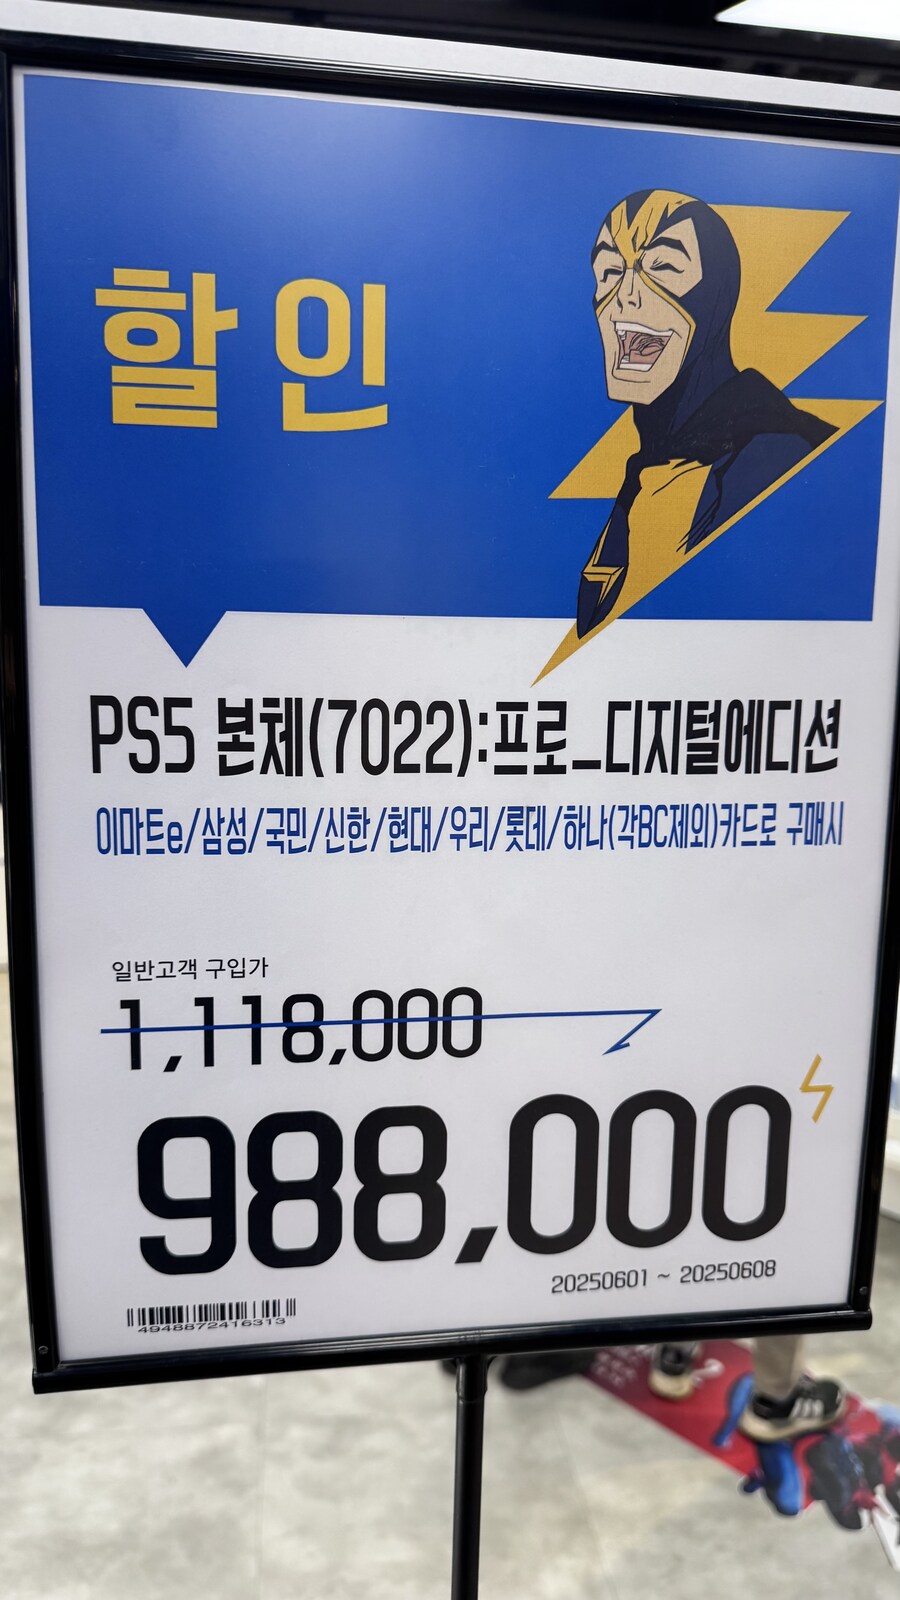 할인
PS5 본체(7022):프로_디지털에디션
이마트e/삼성/국민/신한/현대/우리/롯데/하나(각BC제외)카드로 구매시
일반고객 구입가
1,118,000
988,000
20250601 ~ 20250608
4948872416313